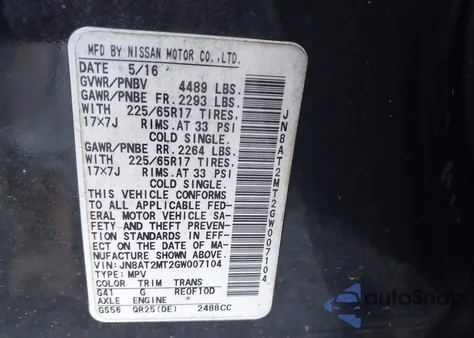 MFD BY NISSAN MOTOR CO.,LTD.
DATE 5/16
GVWR/PNBV 4489 LBS.
GAWR/PNBE FR. 2293 LBS.
WITH 225/65R17 TIRES.
17X7J RIMS.AT 33 PSI
COLD SINGLE.
GAWR/PNBE RR. 2264 LBS.
WITH 225/65R17 TIRES.
17X7J RIMS.AT 33 PSI
COLD SINGLE.
THIS VEHICLE CONFORMS
TO ALL APPLICABLE FED-
ERAL MOTOR VEHICLE SA-
FETY AND THEFT PREVENT-
ION STANDARDS IN EFF-
ECT ON THE DATE OF MA-
NUFACTURE SHOWN ABOVE.
VIN:JN8AT2MT2GW007104
TYPE: MPV
COLOR TRIM TRANS
G41 G RE0F10D
AXLE ENGINE
GS56 QR25(DE) 2488CC
JN8AT2MT2GW007104
AutoSnap